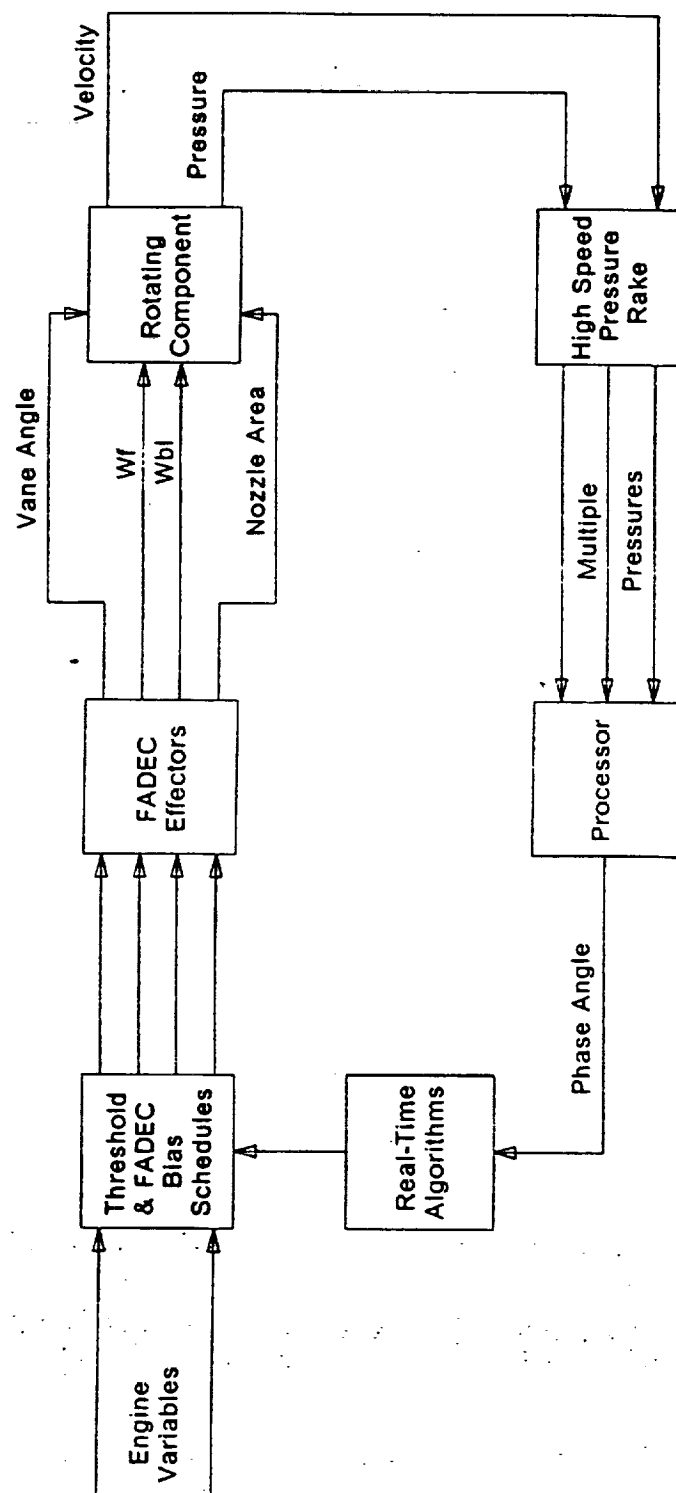 Engine
Variables
Threshold
& FADEC
Bias
Schedules
FADEC
Effectors
Vane Angle
Wf
Wbl
Nozzle Area
Rotating
Component
Velocity
Pressure
High Speed
Pressure
Rake
Multiple
Pressures
Processor
Phase Angle
Real-Time
Algorithms